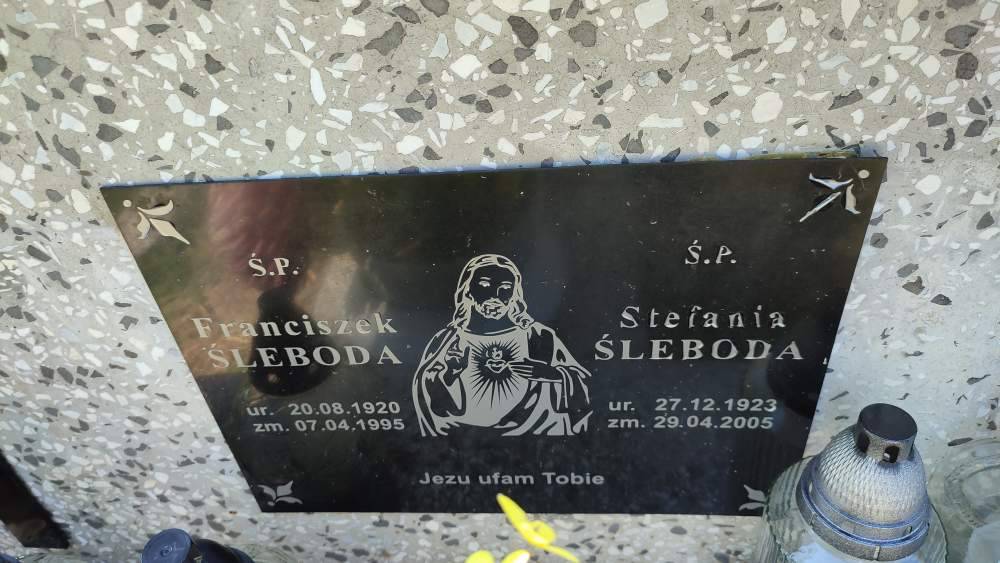 Ś.P.
Franciszek
ŚLEBODA
ur. 20.08.1920
zm. 07.04.1995
Ś.P.
Stefania
ŚLEBODA
ur. 27.12.1923
zm. 29.04.2005
Jezu ufam Tobie